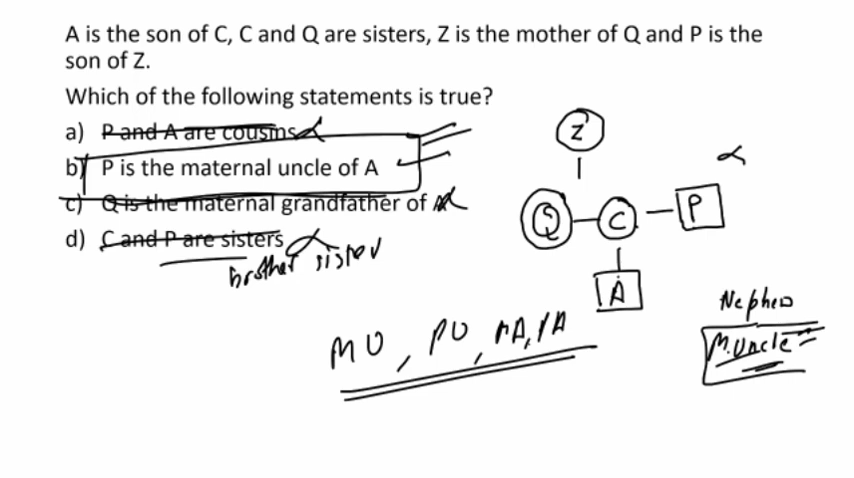 A is the son of C, C and Q are sisters, Z is the mother of Q and P is the
son of Z.
Which of the following statements is true?
a) P and A are cousins
b) P is the maternal uncle of A
c) Q is the maternal grandfather of A
d) C and P are sisters
brother sister
Z
Q C P
A
Nepheo
M.Uncle
MU, PU, MA, PA